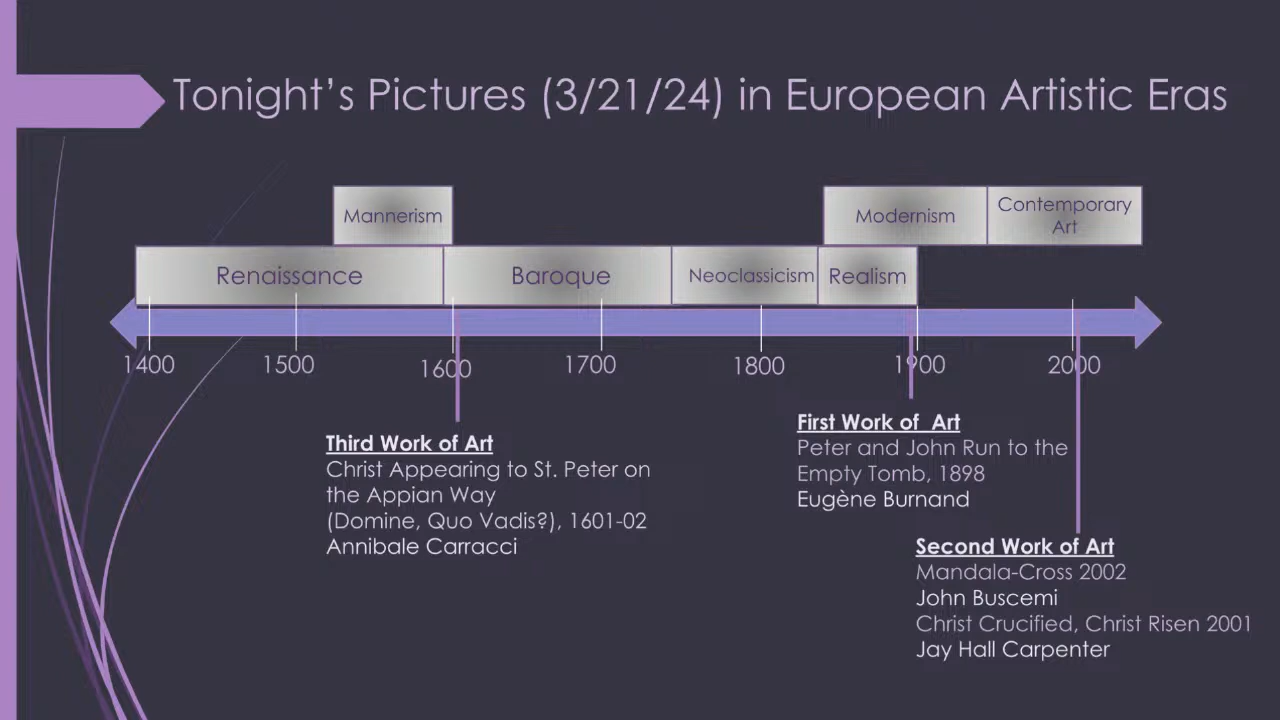 Tonight's Pictures (3/21/24) in European Artistic Eras
Mannerism
Modernism
Contemporary
Art
Renaissance
Baroque
Neoclassicism
Realism
1400
1500
1600
1700
1800
1900
2000
Third Work of Art
Christ Appearing to St. Peter on
the Appian Way
(Domine, Quo Vadis?), 1601-02
Annibale Carracci
First Work of Art
Peter and John Run to the
Empty Tomb, 1898
Eugène Burnand
Second Work of Art
Mandala-Cross 2002
John Buscemi
Christ Crucified, Christ Risen 2001
Jay Hall Carpenter